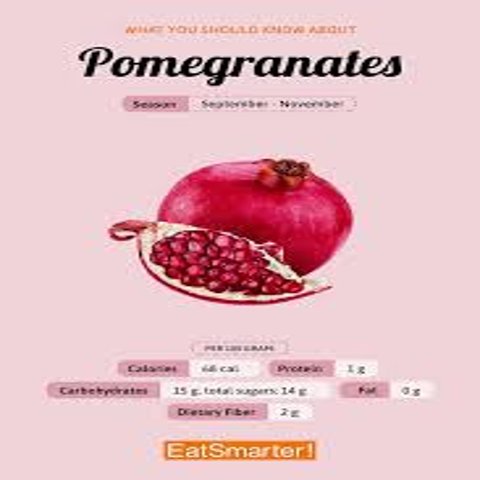 WHAT YOU SHOULD KNOW ABOUT
Pomegranates
Season September - November
PER 100 GRAM
Calories 68 cal Protein 1 g
Carbohydrates 15 g, total sugars: 14 g Fat 0 g
Dietary Fiber 2 g
EatSmarter!